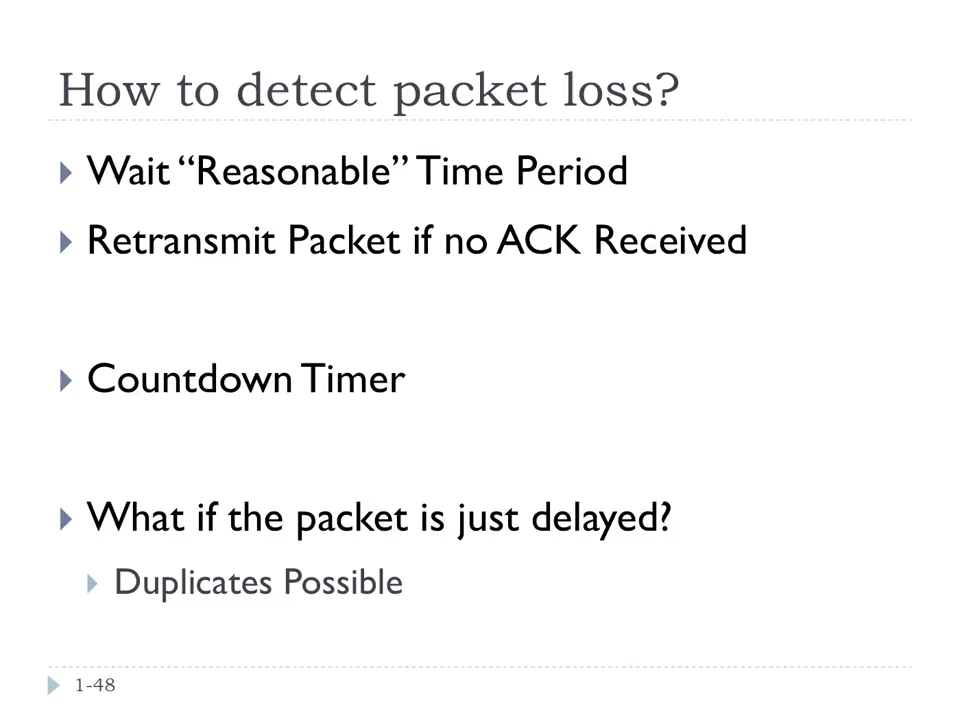 How to detect packet loss?
Wait “Reasonable” Time Period
Retransmit Packet if no ACK Received
Countdown Timer
What if the packet is just delayed?
Duplicates Possible
1-48